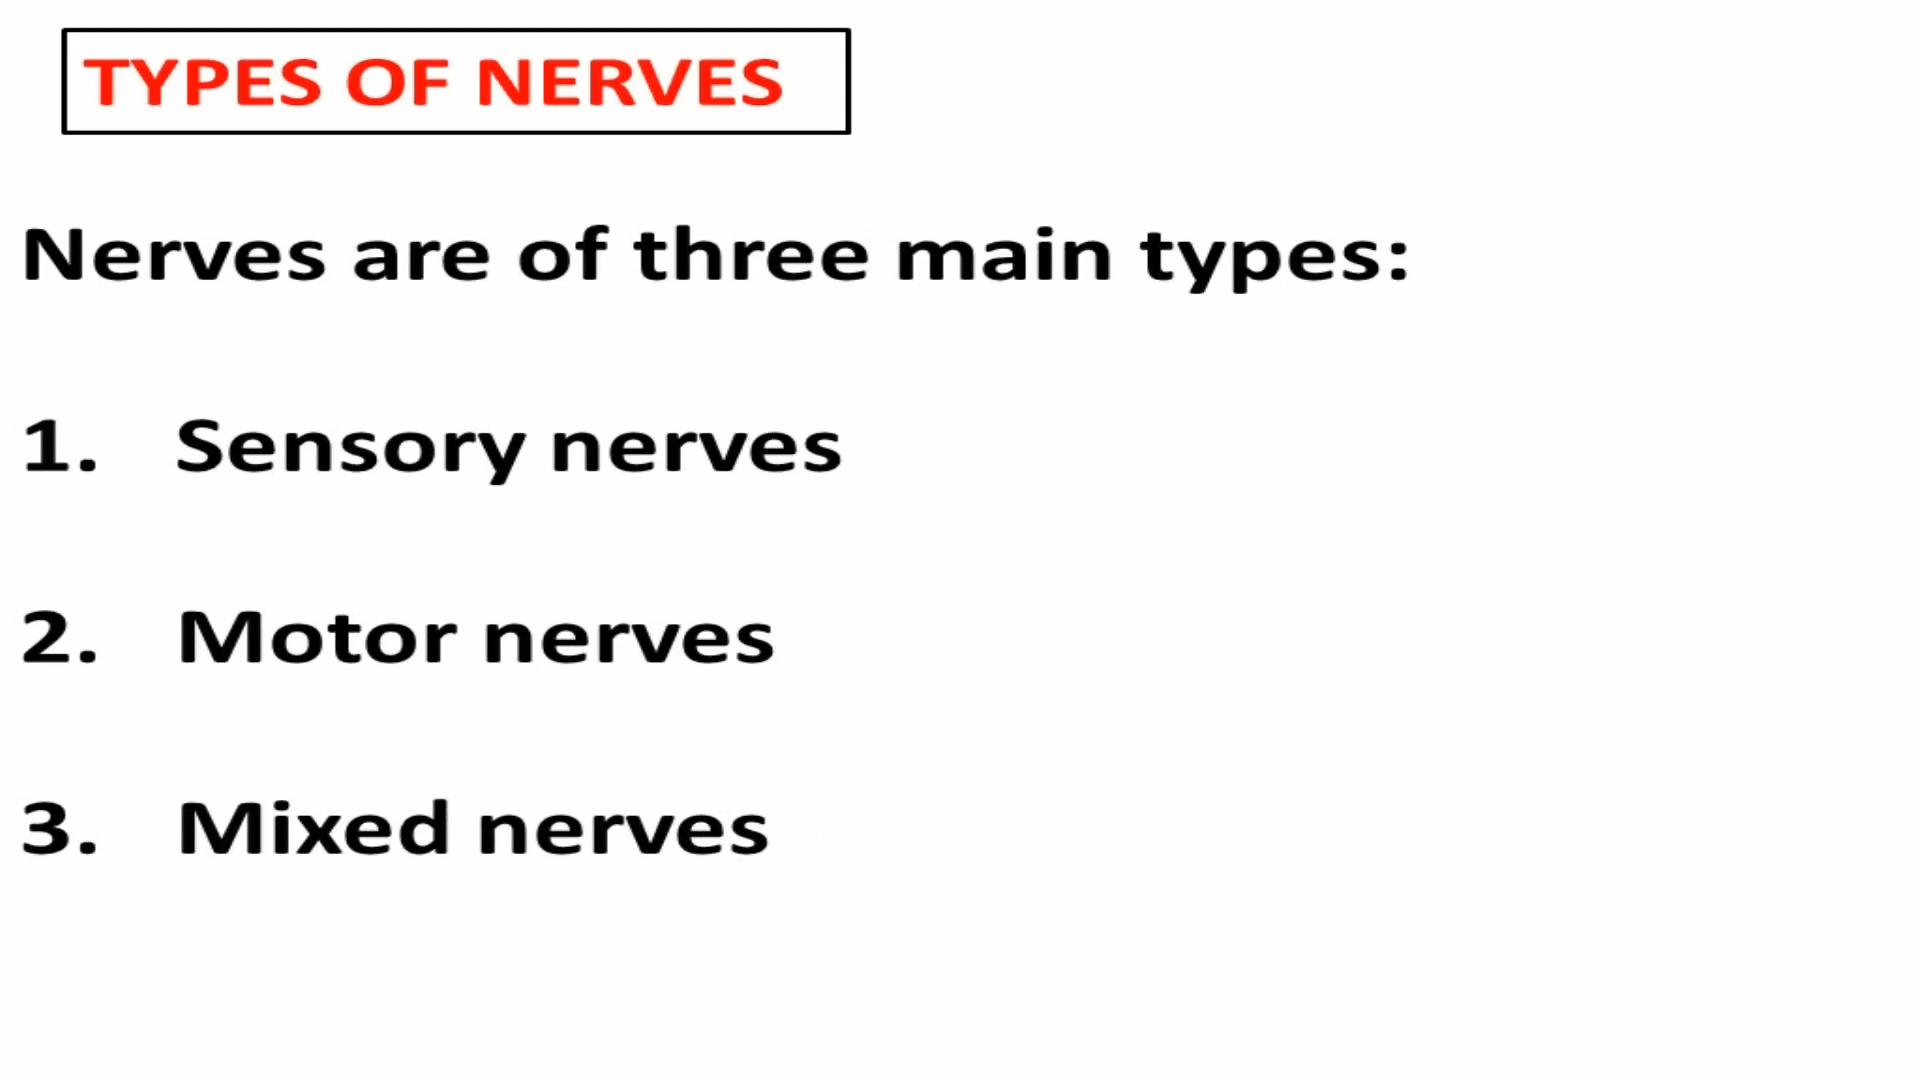 TYPES OF NERVES
Nerves are of three main types:
1. Sensory nerves
2. Motor nerves
3. Mixed nerves